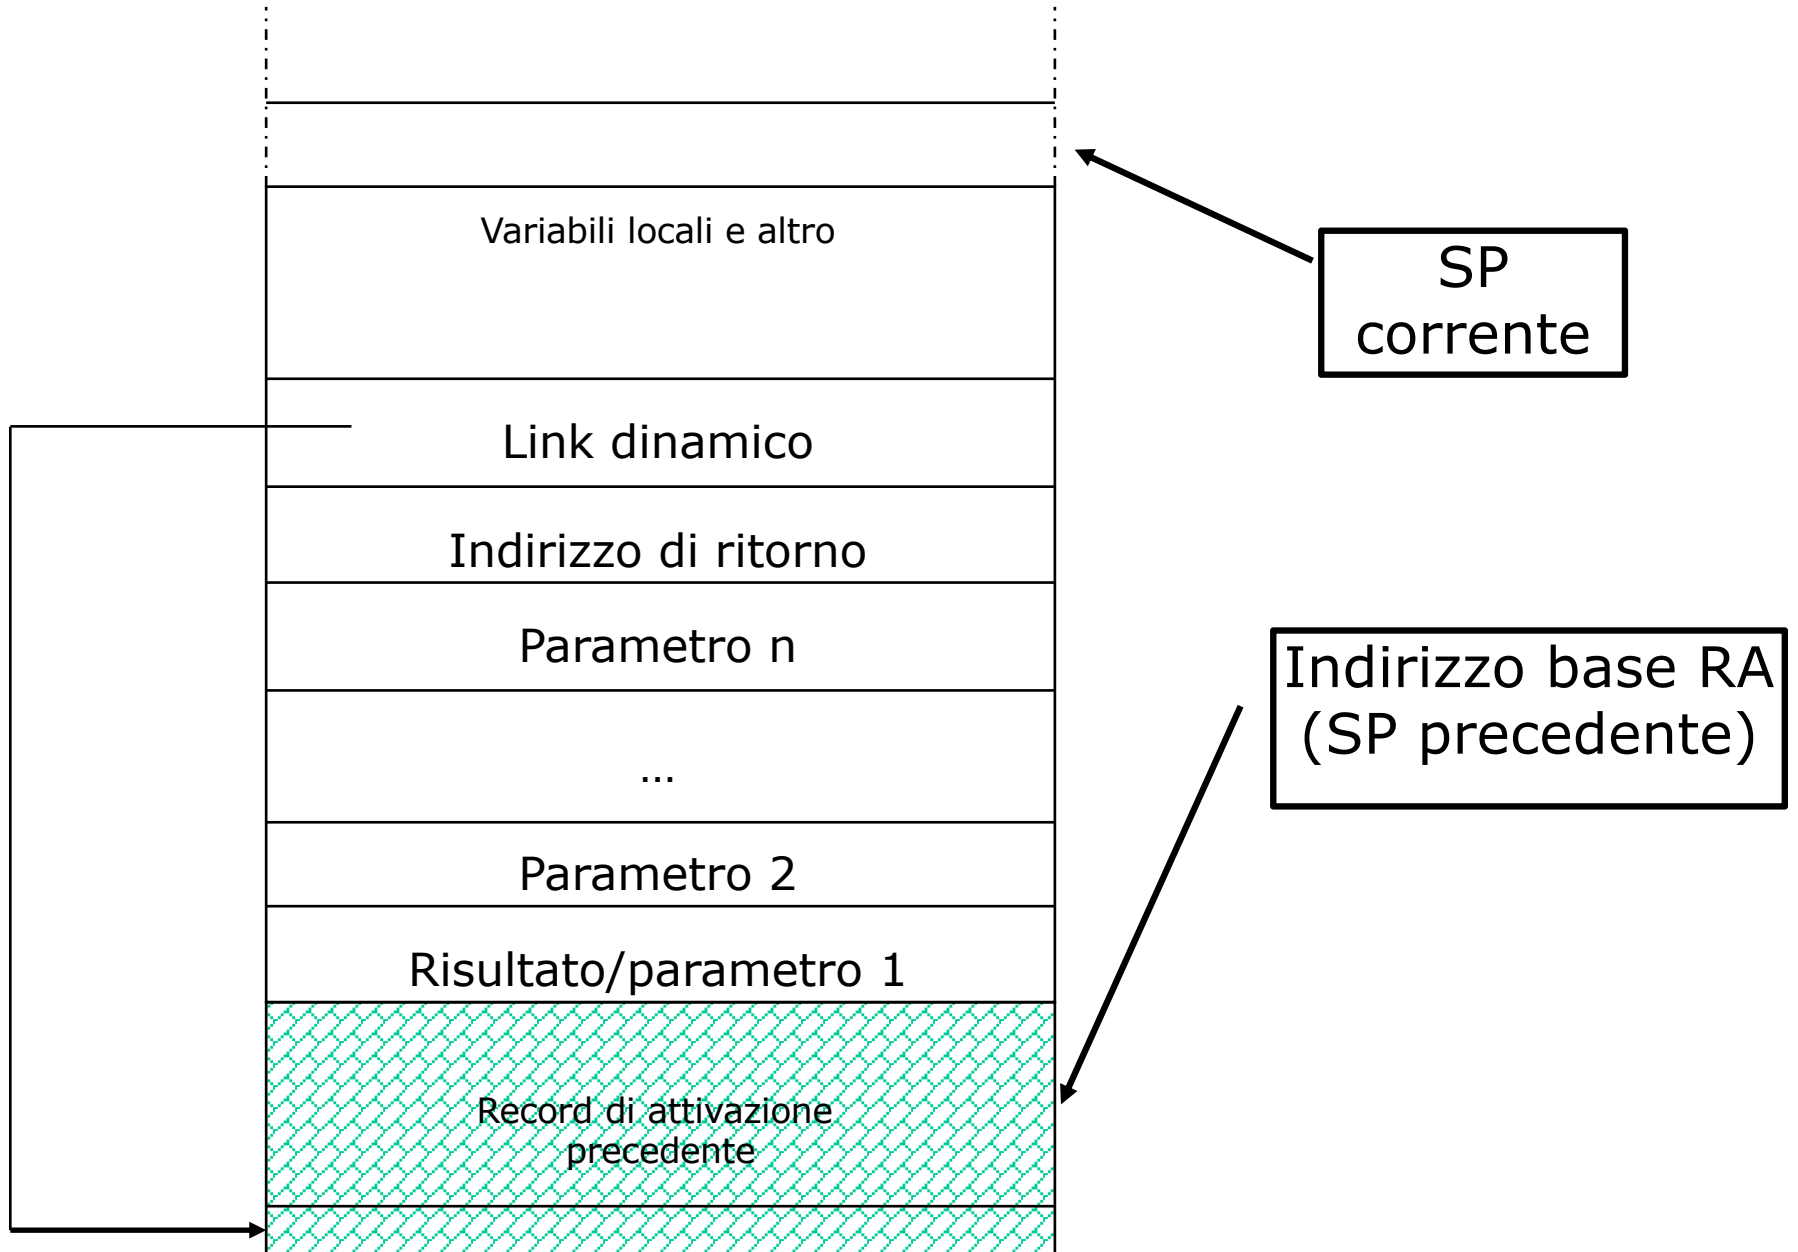 Variabili locali e altro
SP
corrente
Link dinamico
Indirizzo di ritorno
Parametro n
Indirizzo base RA
(SP precedente)
...
Parametro 2
Risultato/parametro 1
Record di attivazione
precedente